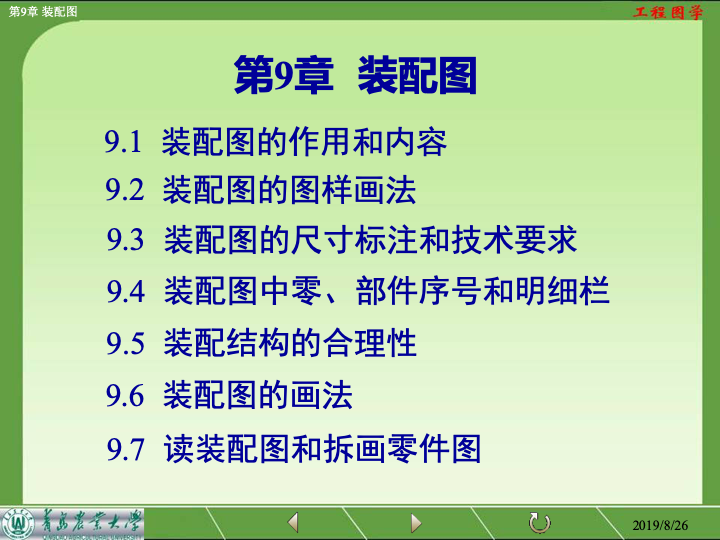 第9章 装配图
工程图学
第9章 装配图
9.1 装配图的作用和内容
9.2 装配图的图样画法
9.3 装配图的尺寸标注和技术要求
9.4 装配图中零、部件序号和明细栏
9.5 装配结构的合理性
9.6 装配图的画法
9.7 读装配图和拆画零件图
青岛农业大学
2019/8/26